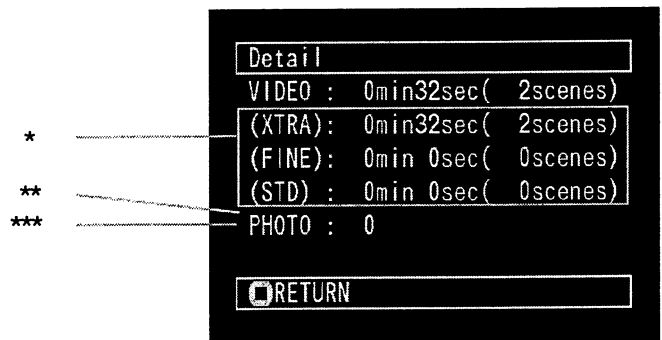 Detail
VIDEO : 0min32sec( 2scenes)
* (XTRA): 0min32sec( 2scenes)
(FINE): 0min 0sec( 0scenes)
** (STD) : 0min 0sec( 0scenes)
*** PHOTO : 0
RETURN